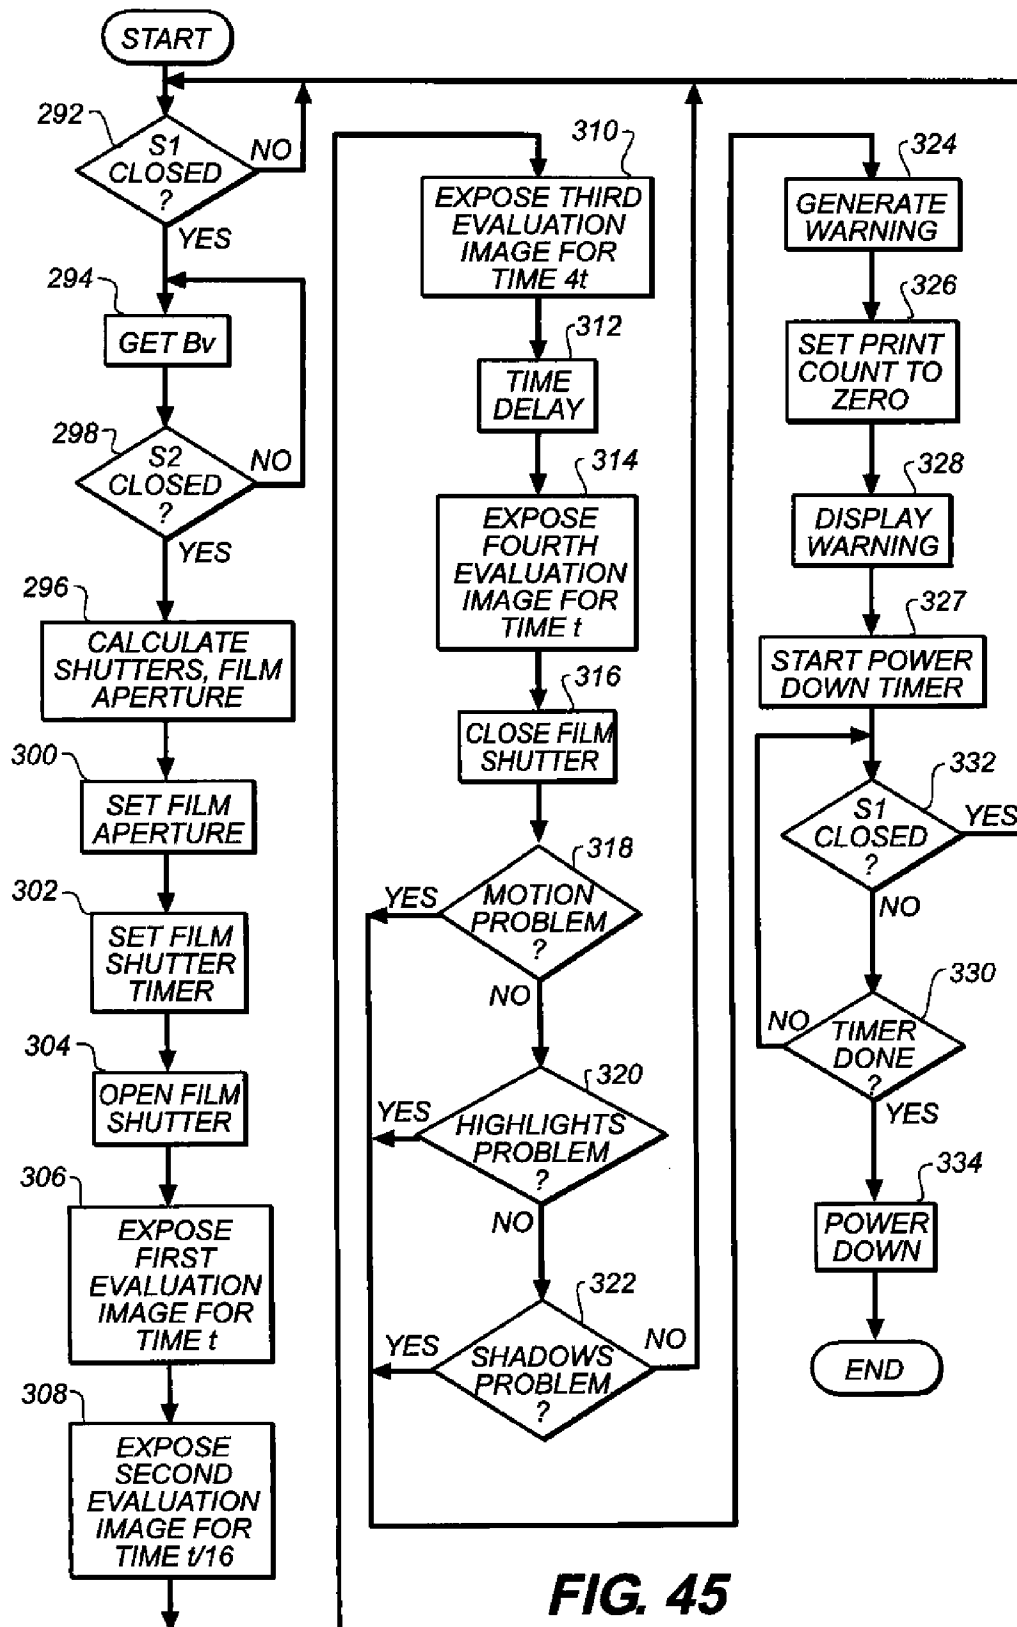 START
292
S1
CLOSED
?
NO
YES
294
GET Bv
298
S2
CLOSED
?
NO
YES
296
CALCULATE
SHUTTERS, FILM
APERTURE
300
SET FILM
APERTURE
302
SET FILM
SHUTTER
TIMER
304
OPEN FILM
SHUTTER
306
EXPOSE
FIRST
EVALUATION
IMAGE FOR
TIME t
308
EXPOSE
SECOND
EVALUATION
IMAGE FOR
TIME t/16
310
EXPOSE THIRD
EVALUATION
IMAGE FOR
TIME 4t
312
TIME
DELAY
314
EXPOSE
FOURTH
EVALUATION
IMAGE FOR
TIME t
316
CLOSE FILM
SHUTTER
318
YES
MOTION
PROBLEM
?
NO
320
YES
HIGHLIGHTS
PROBLEM
?
NO
322
YES
SHADOWS
PROBLEM
?
NO
324
GENERATE
WARNING
326
SET PRINT
COUNT TO
ZERO
328
DISPLAY
WARNING
327
START POWER
DOWN TIMER
332
S1
CLOSED
?
YES
NO
330
NO
TIMER
DONE
?
YES
334
POWER
DOWN
END
FIG. 45